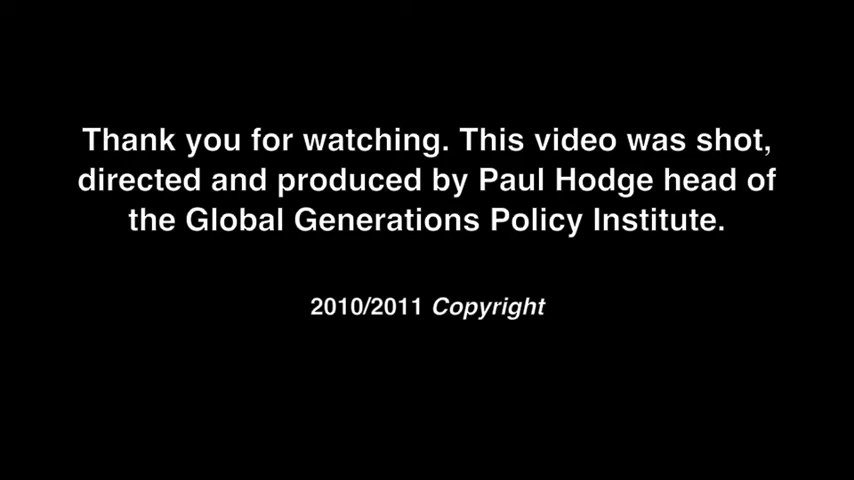 Thank you for watching. This video was shot,
directed and produced by Paul Hodge head of
the Global Generations Policy Institute.
2010/2011 Copyright